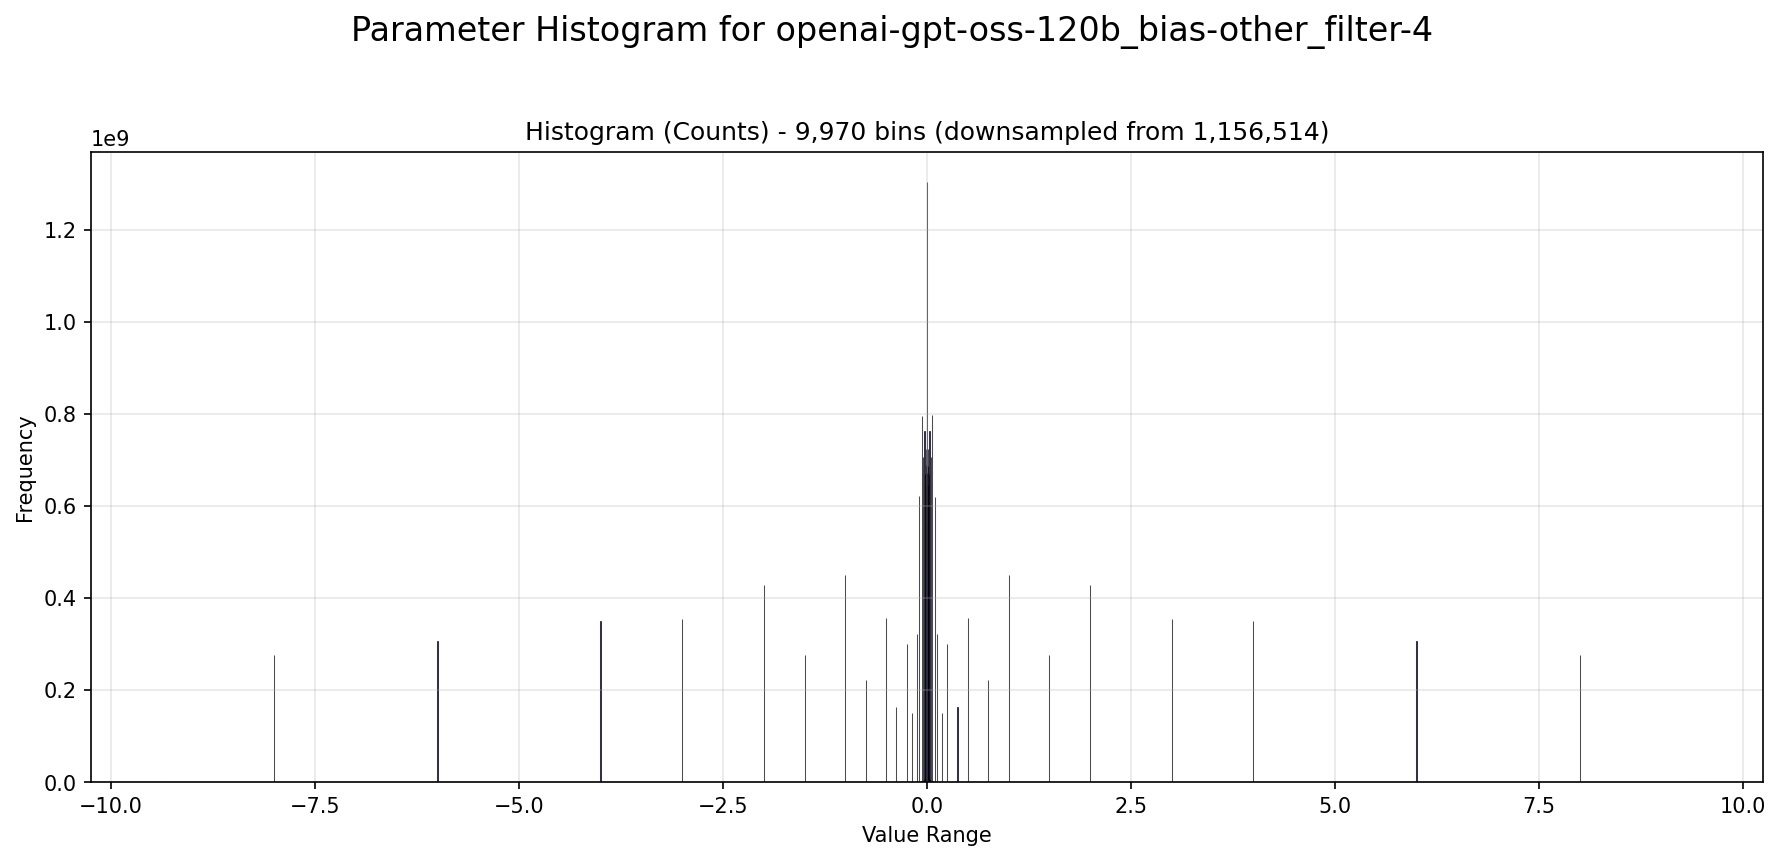 Parameter Histogram for openai-gpt-oss-120b_bias-other_filter-4
Histogram (Counts) - 9,970 bins (downsampled from 1,156,514)
1e9
1.2
1.0
0.8
0.6
0.4
0.2
0.0
Frequency
−10.0 −7.5 −5.0 −2.5 0.0 2.5 5.0 7.5 10.0
Value Range